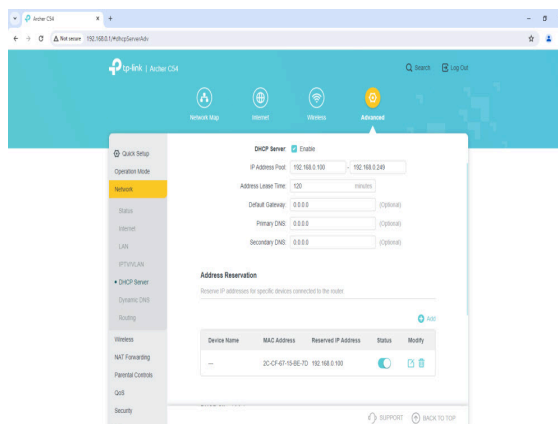 Archer C54
Not secure 192.168.0.1/#dhcpServerAdv
tp-link | Archer C54
Search Log Out
Network Map Internet Wireless Advanced
Quick Setup
Operation Mode
Network
Status
Internet
LAN
IPTV/VLAN
DHCP Server
Dynamic DNS
Routing
Wireless
NAT Forwarding
Parental Controls
QoS
Security
DHCP Server: Enable
IP Address Pool: 192.168.0.100 - 192.168.0.249
Address Lease Time: 120 minutes
Default Gateway: 0.0.0.0 (Optional)
Primary DNS: 0.0.0.0 (Optional)
Secondary DNS: 0.0.0.0 (Optional)
Address Reservation
Reserve IP addresses for specific devices connected to the router.
Add
Device Name MAC Address Reserved IP Address Status Modify
--- 2C-CF-67-15-BE-7D 192.168.0.100
SUPPORT BACK TO TOP